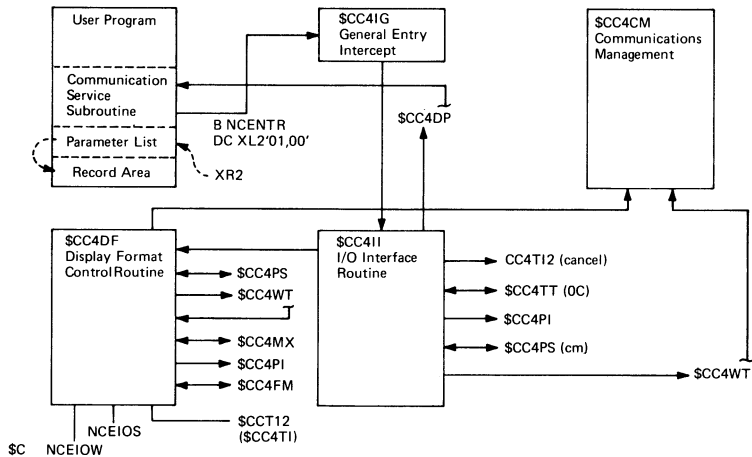 User Program
Communication
Service
Subroutine
Parameter List
Record Area
XR2
B NCENTR
DC XL2'01,00'
$CC4IG
General Entry
Intercept
$CC4DP
$CC4CM
Communications
Management
$CC4DF
Display Format
Control Routine
$CC4PS
$CC4WT
$CC4MX
$CC4PI
$CC4FM
$CCT12
($CC4TI)
NCEIOS
$C NCEIOW
$CC4II
I/O Interface
Routine
CC4TI2 (cancel)
$CC4TT (0C)
$CC4PI
$CC4PS (cm)
$CC4WT